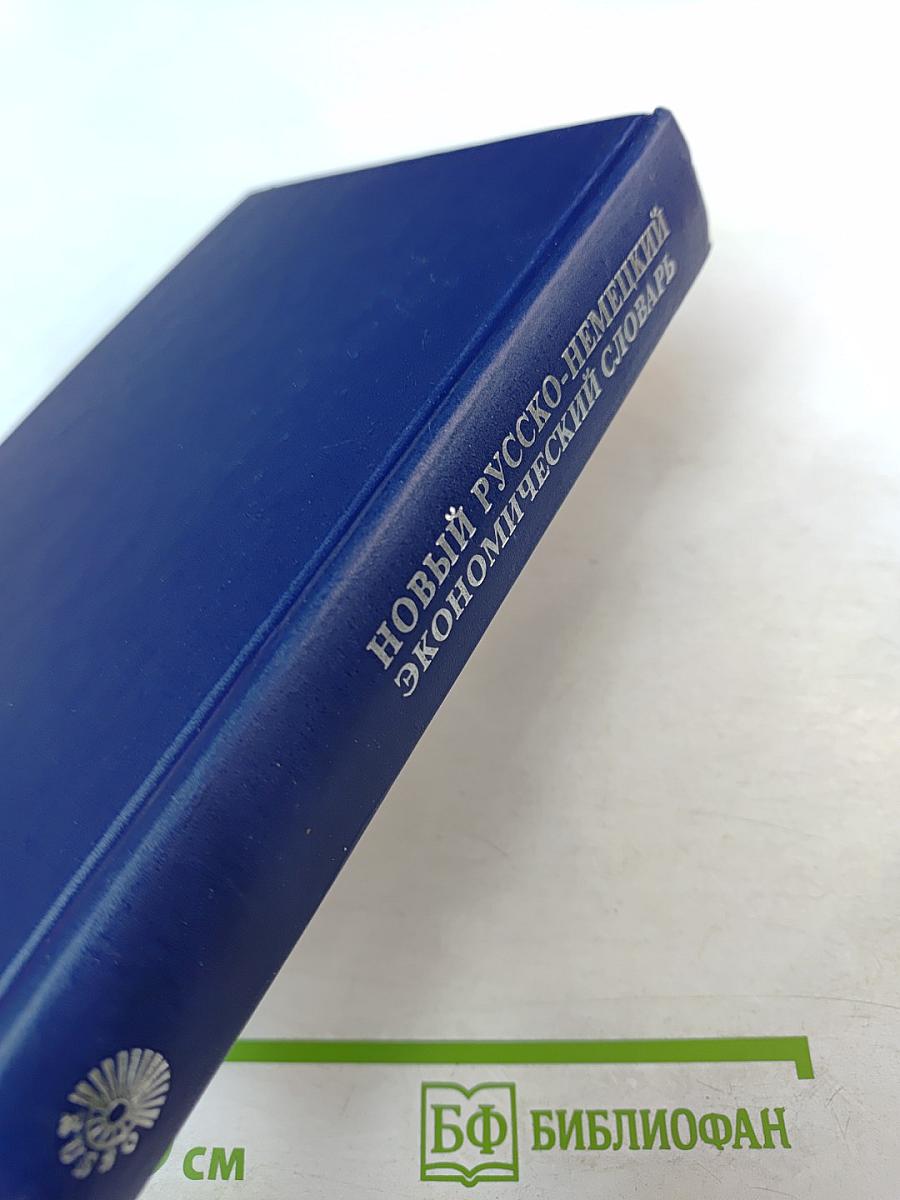 НОВЫЙ РУССКО-НЕМЕЦКИЙ
ЭКОНОМИЧЕСКИЙ СЛОВАРЬ
см
БФ БИБЛИОФАН